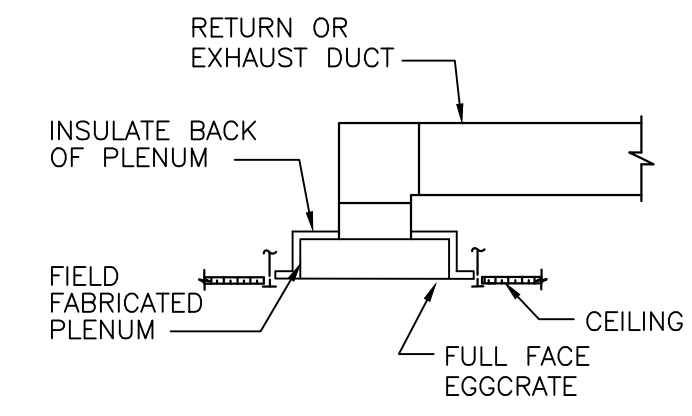 RETURN OR
EXHAUST DUCT
INSULATE BACK
OF PLENUM
FIELD
FABRICATED
PLENUM
CEILING
FULL FACE
EGGCRATE